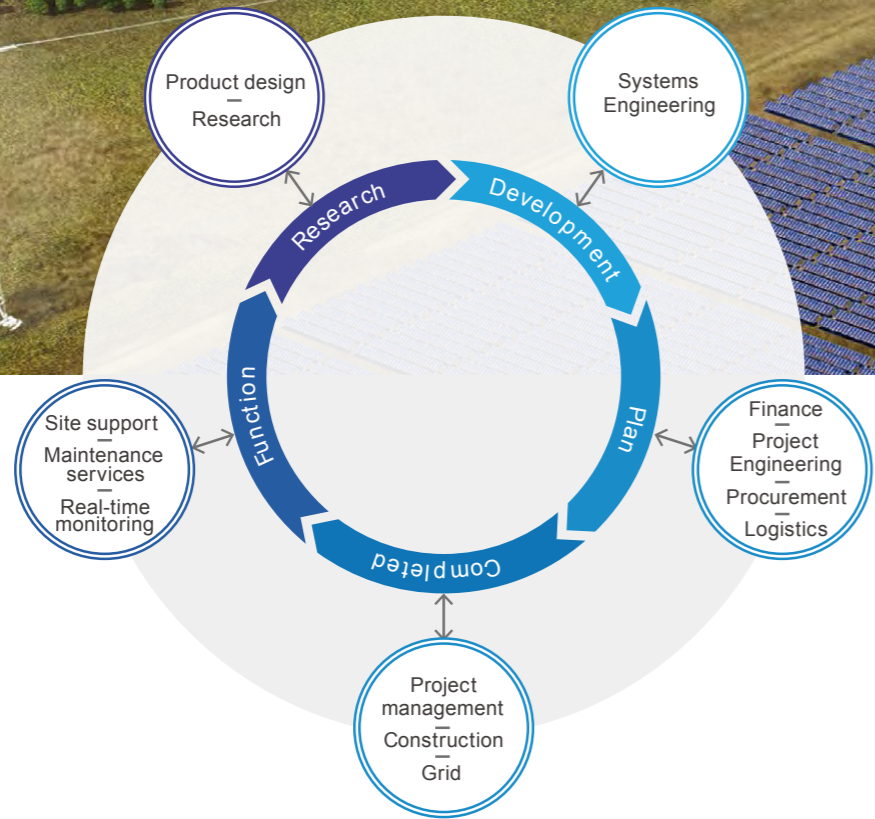 Product design
Research
Systems
Engineering
Research
Development
Plan
Completed
Function
Finance
Project
Engineering
Procurement
Logistics
Site support
Maintenance
services
Real-time
monitoring
Project
management
Construction
Grid